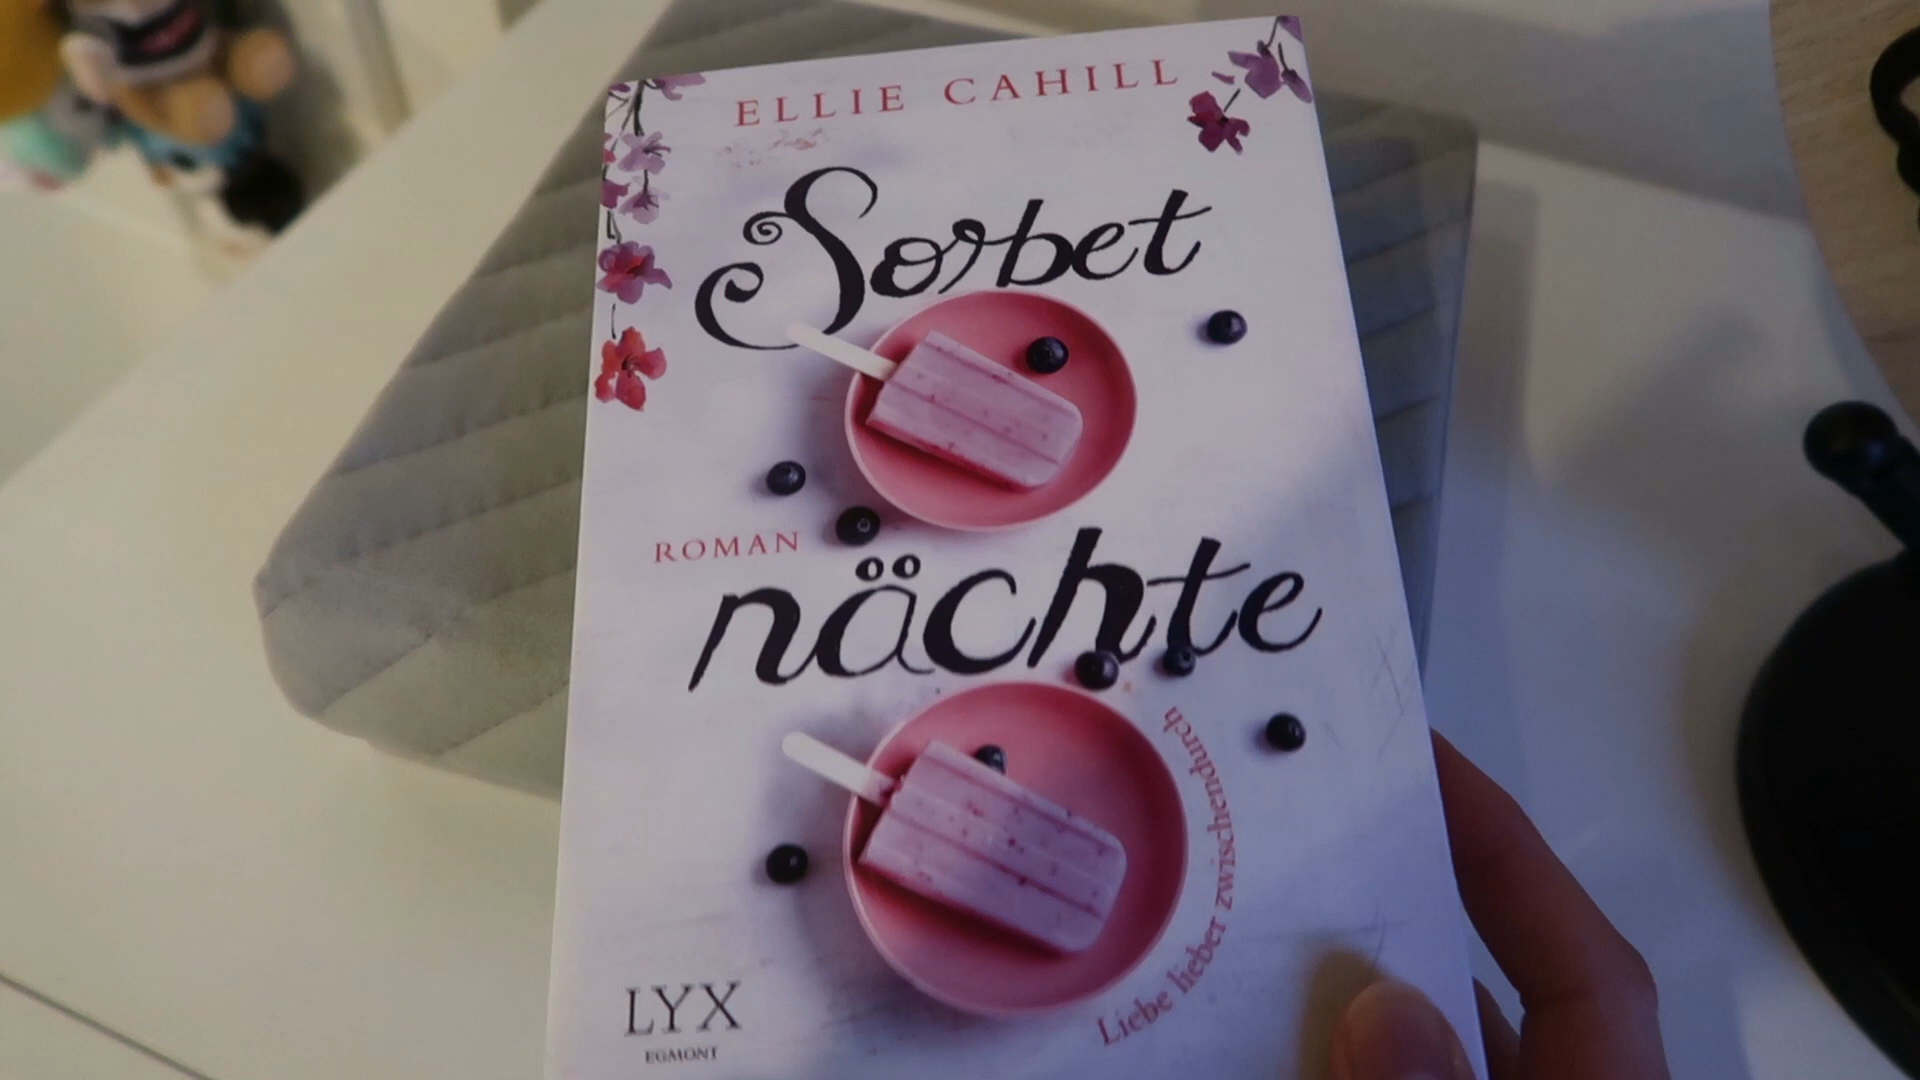 ELLIE CAHILL
Sorbet
ROMAN
nächte
Liebe lieber zwischendurch
LYX
EGMONT